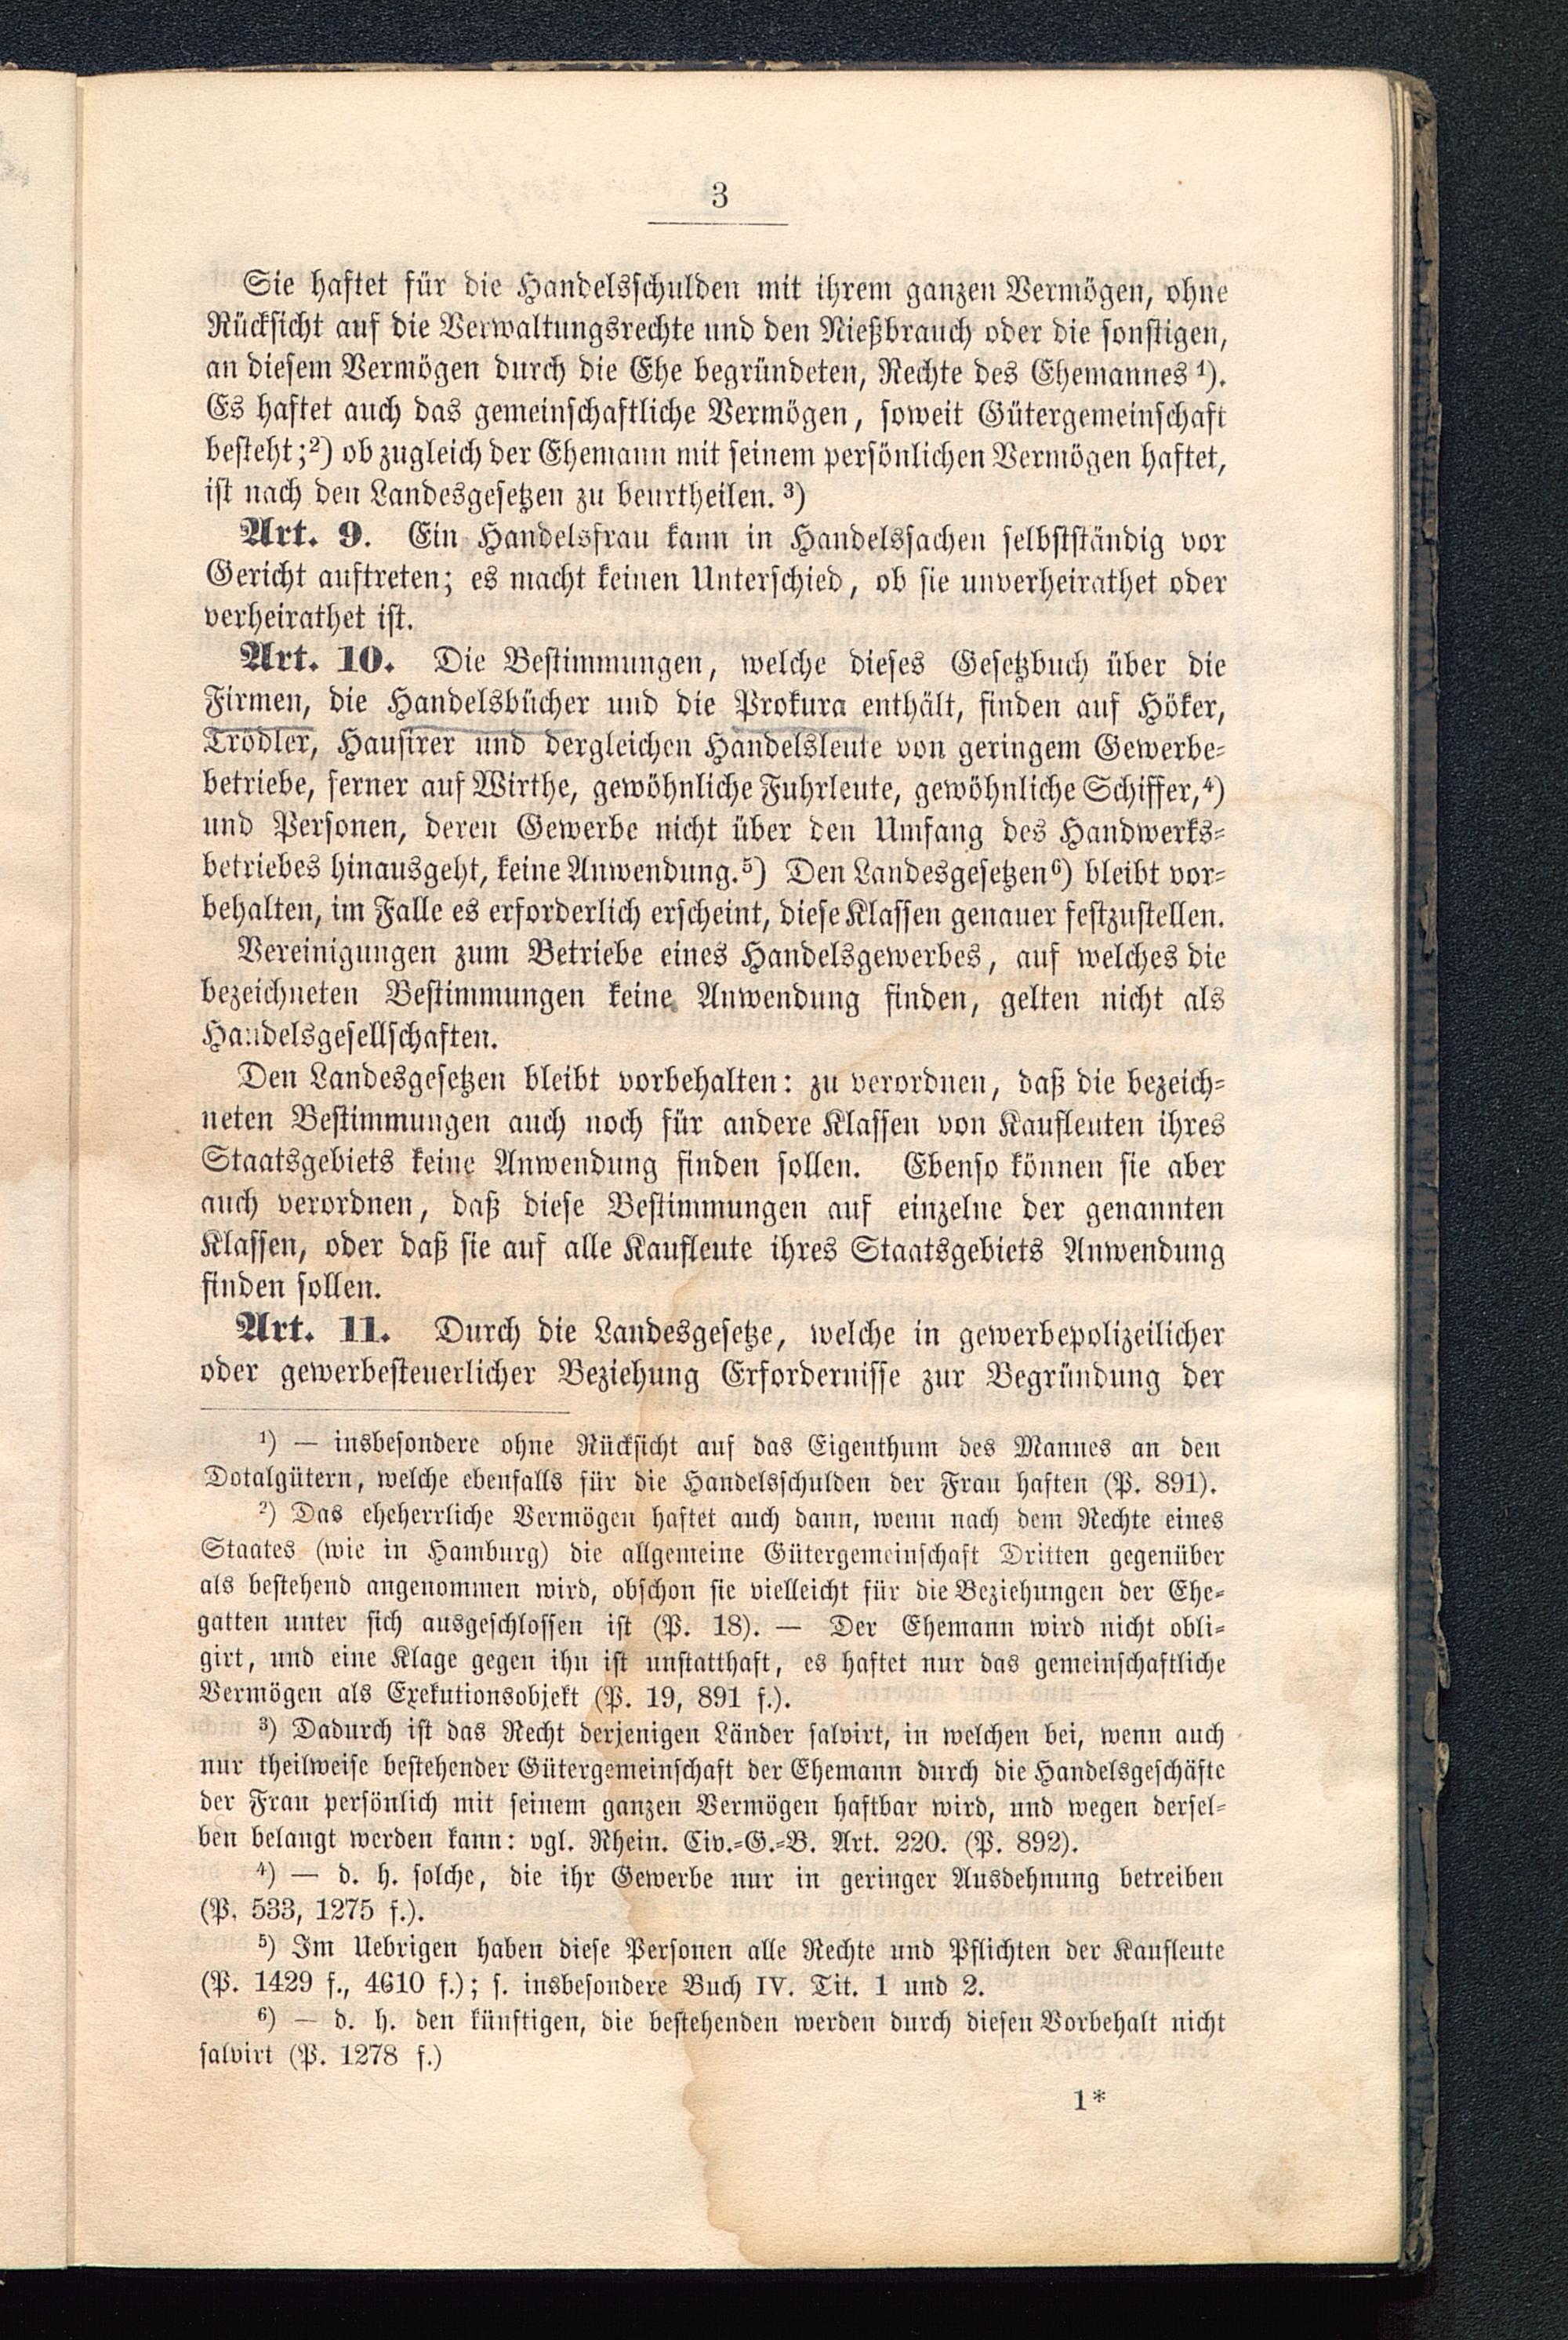 3
Sie haftet für die Handelsschulden mit ihrem ganzen Vermögen, ohne
Rücksicht auf die Verwaltungsrechte und den Nießbrauch oder die sonstigen,
an diesem Vermögen durch die Ehe begründeten, Rechte des Ehemannes ¹).
Es haftet auch das gemeinschaftliche Vermögen, soweit Gütergemeinschaft
besteht;²) ob zugleich der Ehemann mit seinem persönlichen Vermögen haftet,
ist nach den Landesgesetzen zu beurtheilen. ³)
Art. 9. Ein Handelsfrau kann in Handelssachen selbstständig vor
Gericht auftreten; es macht keinen Unterschied, ob sie unverheirathet oder
verheirathet ist.
Art. 10. Die Bestimmungen, welche dieses Gesetzbuch über die
Firmen, die Handelsbücher und die Prokura enthält, finden auf Höker,
Trödler, Hausirer und dergleichen Handelsleute von geringem Gewerbe-
betriebe, ferner auf Wirthe, gewöhnliche Fuhrleute, gewöhnliche Schiffer,⁴)
und Personen, deren Gewerbe nicht über den Umfang des Handwerks-
betriebes hinausgeht, keine Anwendung.⁵) Den Landesgesetzen⁶) bleibt vor-
behalten, im Falle es erforderlich erscheint, diese Klassen genauer festzustellen.
Vereinigungen zum Betriebe eines Handelsgewerbes, auf welches die
bezeichneten Bestimmungen keine Anwendung finden, gelten nicht als
Handelsgesellschaften.
Den Landesgesetzen bleibt vorbehalten: zu verordnen, daß die bezeich-
neten Bestimmungen auch noch für andere Klassen von Kaufleuten ihres
Staatsgebiets keine Anwendung finden sollen. Ebenso können sie aber
auch verordnen, daß diese Bestimmungen auf einzelne der genannten
Klassen, oder daß sie auf alle Kaufleute ihres Staatsgebiets Anwendung
finden sollen.
Art. 11. Durch die Landesgesetze, welche in gewerbepolizeilicher
oder gewerbesteuerlicher Beziehung Erfordernisse zur Begründung der
¹) — insbesondere ohne Rücksicht auf das Eigenthum des Mannes an den
Dotalgütern, welche ebenfalls für die Handelsschulden der Frau haften (P. 891).
²) Das eheherrliche Vermögen haftet auch dann, wenn nach dem Rechte eines
Staates (wie in Hamburg) die allgemeine Gütergemeinschaft Dritten gegenüber
als bestehend angenommen wird, obschon sie vielleicht für die Beziehungen der Ehe-
gatten unter sich ausgeschlossen ist (P. 18). — Der Ehemann wird nicht obli-
girt, und eine Klage gegen ihn ist unstatthaft, es haftet nur das gemeinschaftliche
Vermögen als Exekutionsobjekt (P. 19, 891 f.).
³) Dadurch ist das Recht derjenigen Länder salvirt, in welchen bei, wenn auch
nur theilweise bestehender Gütergemeinschaft der Ehemann durch die Handelsgeschäfte
der Frau persönlich mit seinem ganzen Vermögen haftbar wird, und wegen dersel-
ben belangt werden kann: vgl. Rhein. Civ.-G.-B. Art. 220. (P. 892).
⁴) — d. h. solche, die ihr Gewerbe nur in geringer Ausdehnung betreiben
(P. 533, 1275 f.).
⁵) Im Uebrigen haben diese Personen alle Rechte und Pflichten der Kaufleute
(P. 1429 f., 4610 f.); s. insbesondere Buch IV. Tit. 1 und 2.
⁶) — d. h. den künftigen, die bestehenden werden durch diesen Vorbehalt nicht
salvirt (P. 1278 f.)
1*